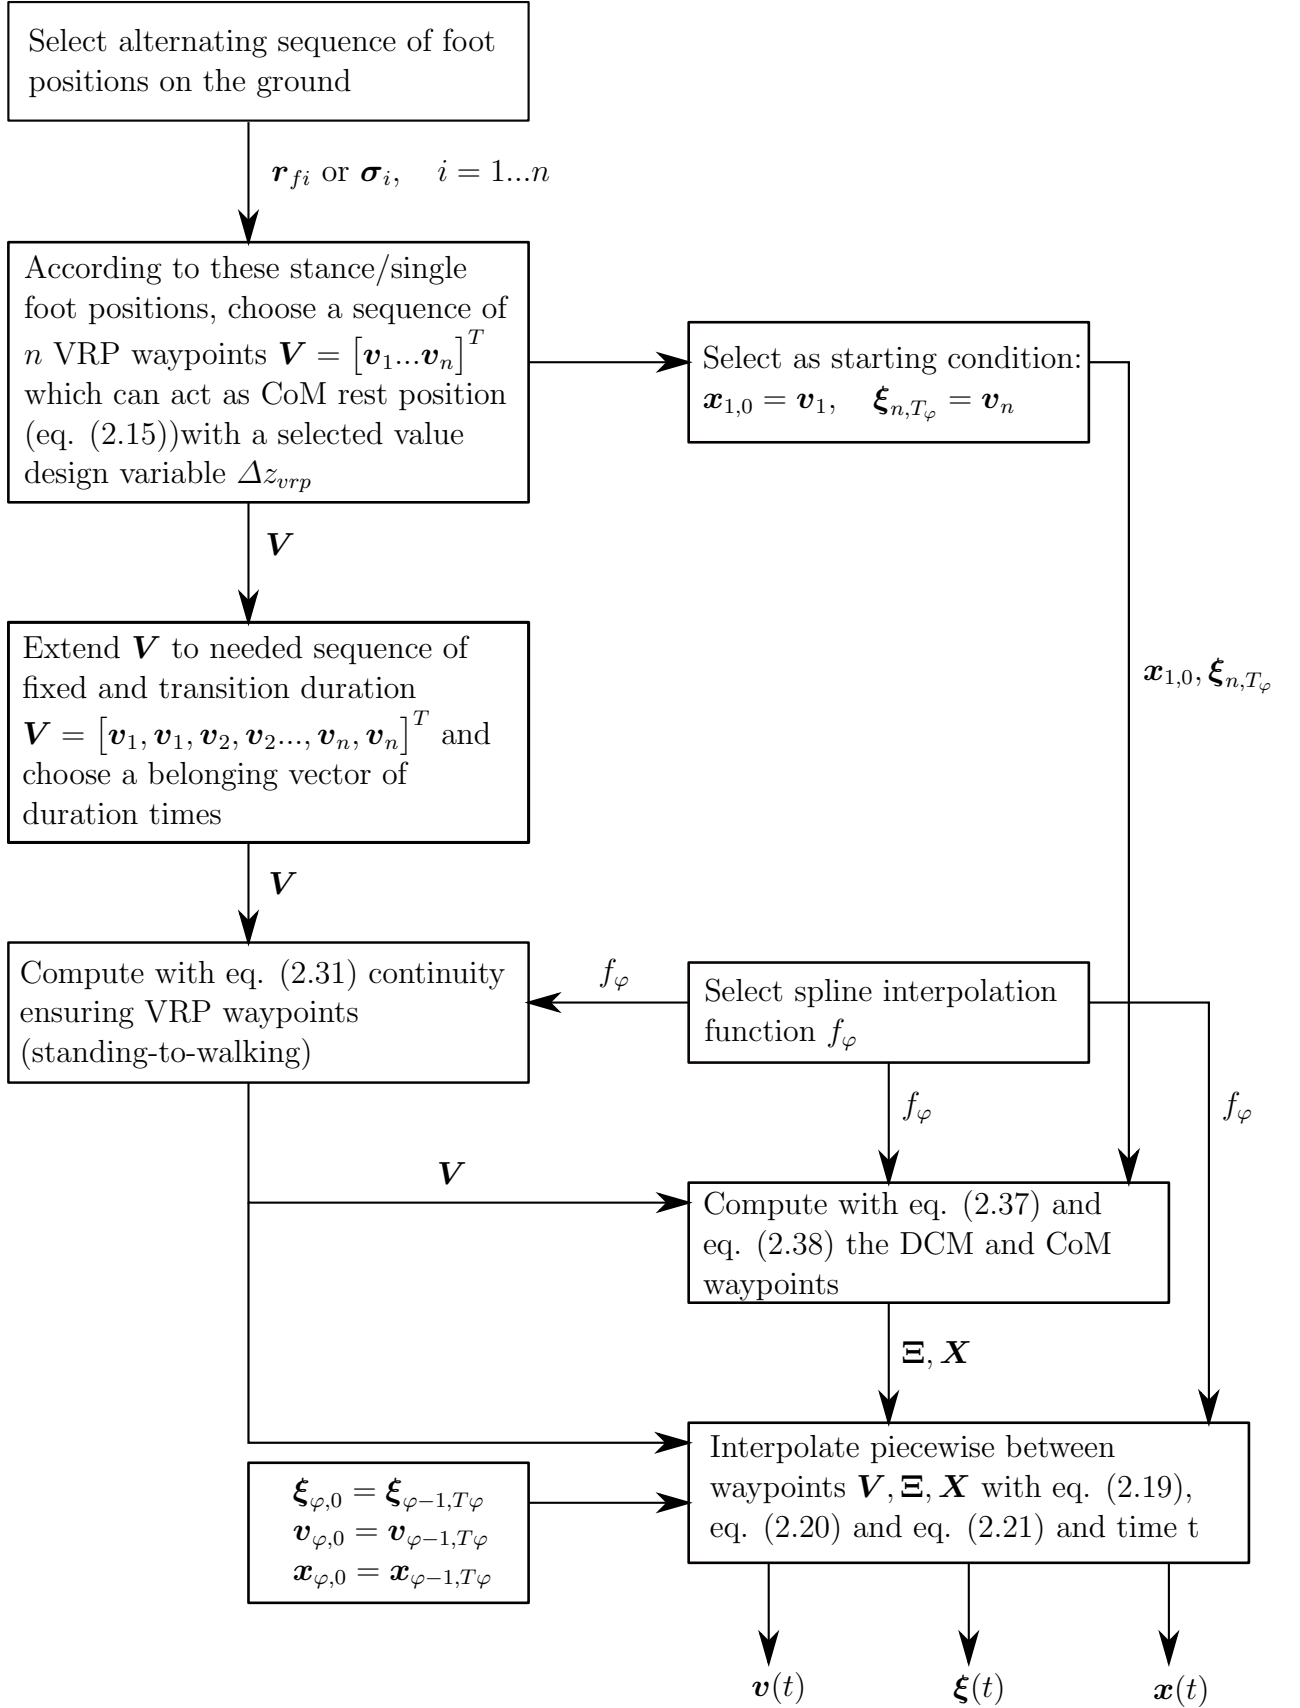 Select alternating sequence of foot
positions on the ground
𝒓_{fi} or 𝝈_i, i = 1...n
According to these stance/single
foot positions, choose a sequence of
n VRP waypoints 𝑽 = [𝒗_1...𝒗_n]^T
which can act as CoM rest position
(eq. (2.15))with a selected value
design variable Δz_{vrp}
Select as starting condition:
𝒙_{1,0} = 𝒗_1, 𝝃_{n,T_φ} = 𝒗_n
𝑽
Extend 𝑽 to needed sequence of
fixed and transition duration
𝑽 = [𝒗_1, 𝒗_1, 𝒗_2, 𝒗_2..., 𝒗_n, 𝒗_n]^T and
choose a belonging vector of
duration times
𝒙_{1,0}, 𝝃_{n,T_φ}
𝑽
Compute with eq. (2.31) continuity
ensuring VRP waypoints
(standing-to-walking)
f_φ
Select spline interpolation
function f_φ
f_φ
f_φ
𝑽
Compute with eq. (2.37) and
eq. (2.38) the DCM and CoM
waypoints
𝚵, 𝑿
Interpolate piecewise between
waypoints 𝑽, 𝚵, 𝑿 with eq. (2.19),
eq. (2.20) and eq. (2.21) and time t
𝝃_{φ,0} = 𝝃_{φ−1,Tφ}
𝒗_{φ,0} = 𝒗_{φ−1,Tφ}
𝒙_{φ,0} = 𝒙_{φ−1,Tφ}
𝒗(t)
𝝃(t)
𝒙(t)